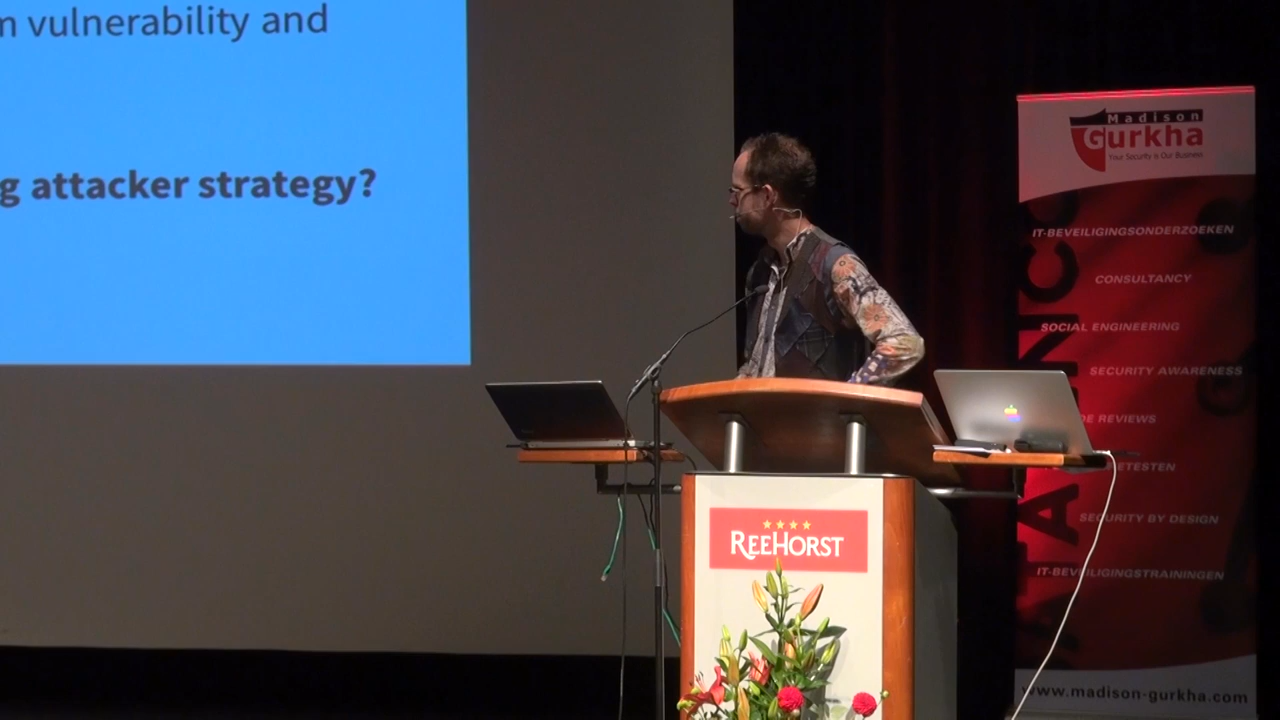 vulnerability and
attacker strategy?
Madison
Gurkha
Your Security is Our Business
IT-BEVEILIGINGSONDERZOEKEN
CONSULTANCY
SOCIAL ENGINEERING
SECURITY AWARENESS
DE REVIEWS
SECURITY BY DESIGN
IT-BEVEILIGINGSTRAININGEN
www.madison-gurkha.com
REEHORST